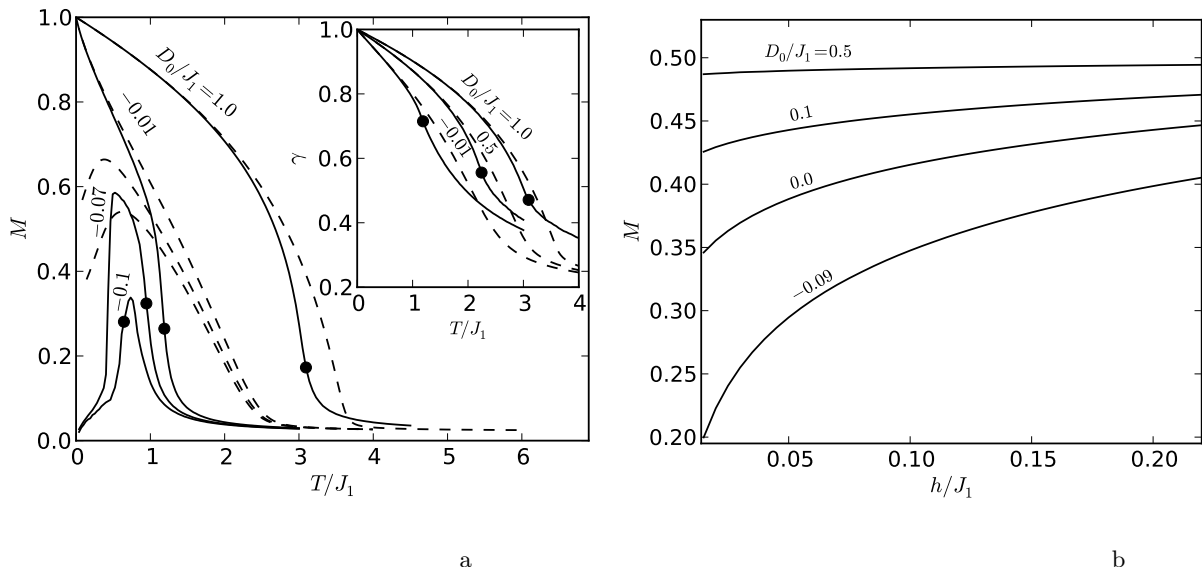 1.0
0.8
0.6
0.4
0.2
0.0
M
0 1 2 3 4 5 6
T/J₁
D₀/J₁=1.0
−0.01
−0.07
−0.1
1.0
0.8
0.6
0.4
0.2
γ
0 1 2 3 4
T/J₁
D₀/J₁=1.0
0.5
−0.01
a
0.50
0.45
0.40
0.35
0.30
0.25
0.20
M
0.05 0.10 0.15 0.20
h/J₁
D₀/J₁=0.5
0.1
0.0
−0.09
b